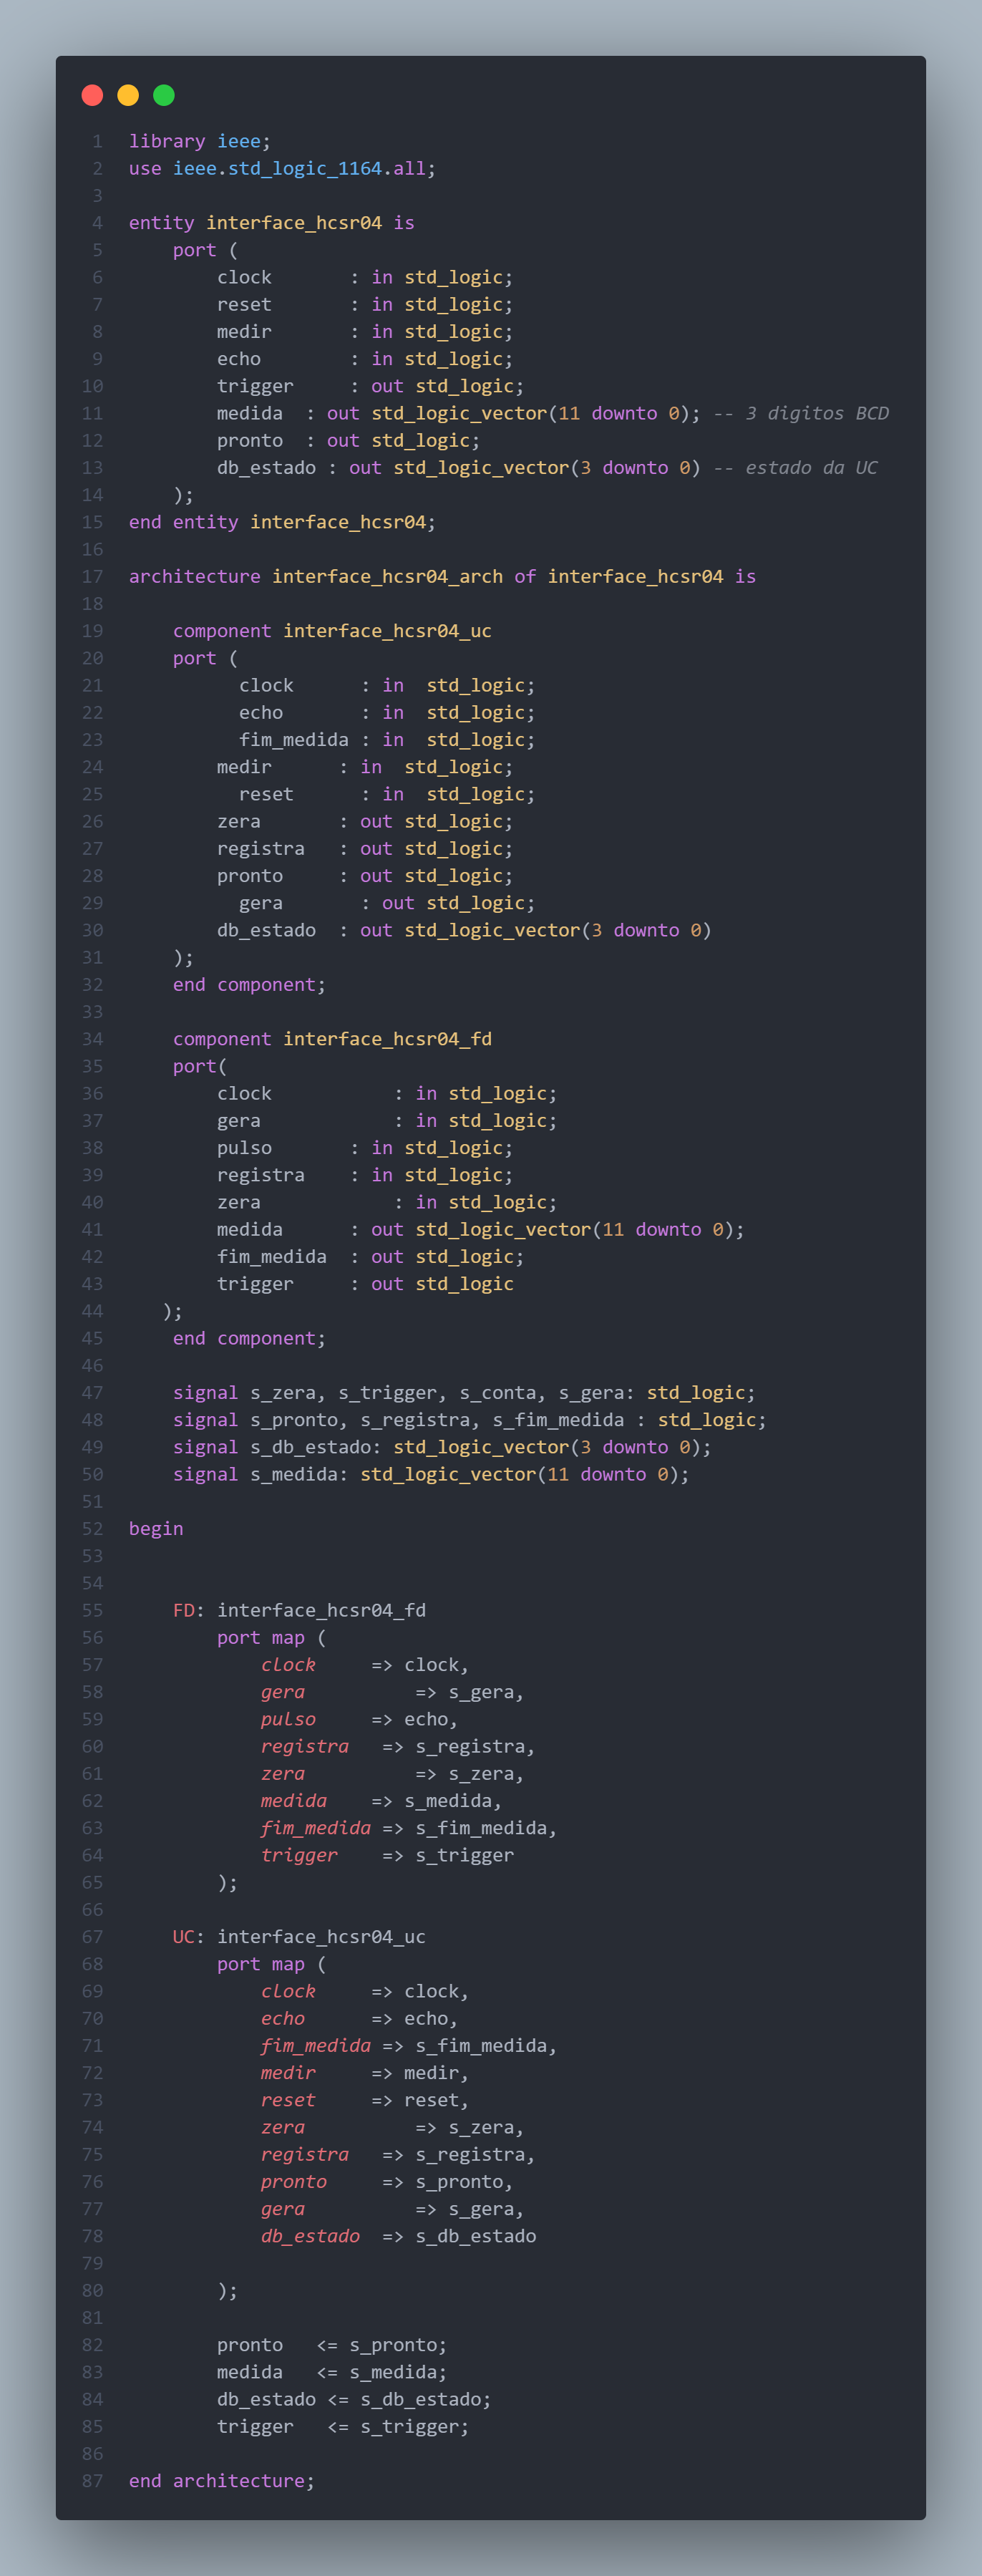 1 library ieee;
2 use ieee.std_logic_1164.all;
3
4 entity interface_hcsr04 is
5     port (
6         clock       : in std_logic;
7         reset       : in std_logic;
8         medir       : in std_logic;
9         echo        : in std_logic;
10         trigger     : out std_logic;
11         medida  : out std_logic_vector(11 downto 0); -- 3 digitos BCD
12         pronto  : out std_logic;
13         db_estado : out std_logic_vector(3 downto 0) -- estado da UC
14     );
15 end entity interface_hcsr04;
16
17 architecture interface_hcsr04_arch of interface_hcsr04 is
18
19     component interface_hcsr04_uc
20     port (
21           clock      : in  std_logic;
22           echo       : in  std_logic;
23           fim_medida : in  std_logic;
24         medir      : in  std_logic;
25           reset      : in  std_logic;
26         zera       : out std_logic;
27         registra   : out std_logic;
28         pronto     : out std_logic;
29           gera       : out std_logic;
30         db_estado  : out std_logic_vector(3 downto 0)
31     );
32     end component;
33
34     component interface_hcsr04_fd
35     port(
36         clock           : in std_logic;
37         gera            : in std_logic;
38         pulso       : in std_logic;
39         registra    : in std_logic;
40         zera            : in std_logic;
41         medida      : out std_logic_vector(11 downto 0);
42         fim_medida  : out std_logic;
43         trigger     : out std_logic
44    );
45     end component;
46
47     signal s_zera, s_trigger, s_conta, s_gera: std_logic;
48     signal s_pronto, s_registra, s_fim_medida : std_logic;
49     signal s_db_estado: std_logic_vector(3 downto 0);
50     signal s_medida: std_logic_vector(11 downto 0);
51
52 begin
53
54
55     FD: interface_hcsr04_fd
56         port map (
57             clock     => clock,
58             gera          => s_gera,
59             pulso     => echo,
60             registra   => s_registra,
61             zera          => s_zera,
62             medida    => s_medida,
63             fim_medida => s_fim_medida,
64             trigger    => s_trigger
65         );
66
67     UC: interface_hcsr04_uc
68         port map (
69             clock     => clock,
70             echo      => echo,
71             fim_medida => s_fim_medida,
72             medir     => medir,
73             reset     => reset,
74             zera          => s_zera,
75             registra   => s_registra,
76             pronto     => s_pronto,
77             gera          => s_gera,
78             db_estado  => s_db_estado
79
80         );
81
82         pronto   <= s_pronto;
83         medida   <= s_medida;
84         db_estado <= s_db_estado;
85         trigger   <= s_trigger;
86
87 end architecture;